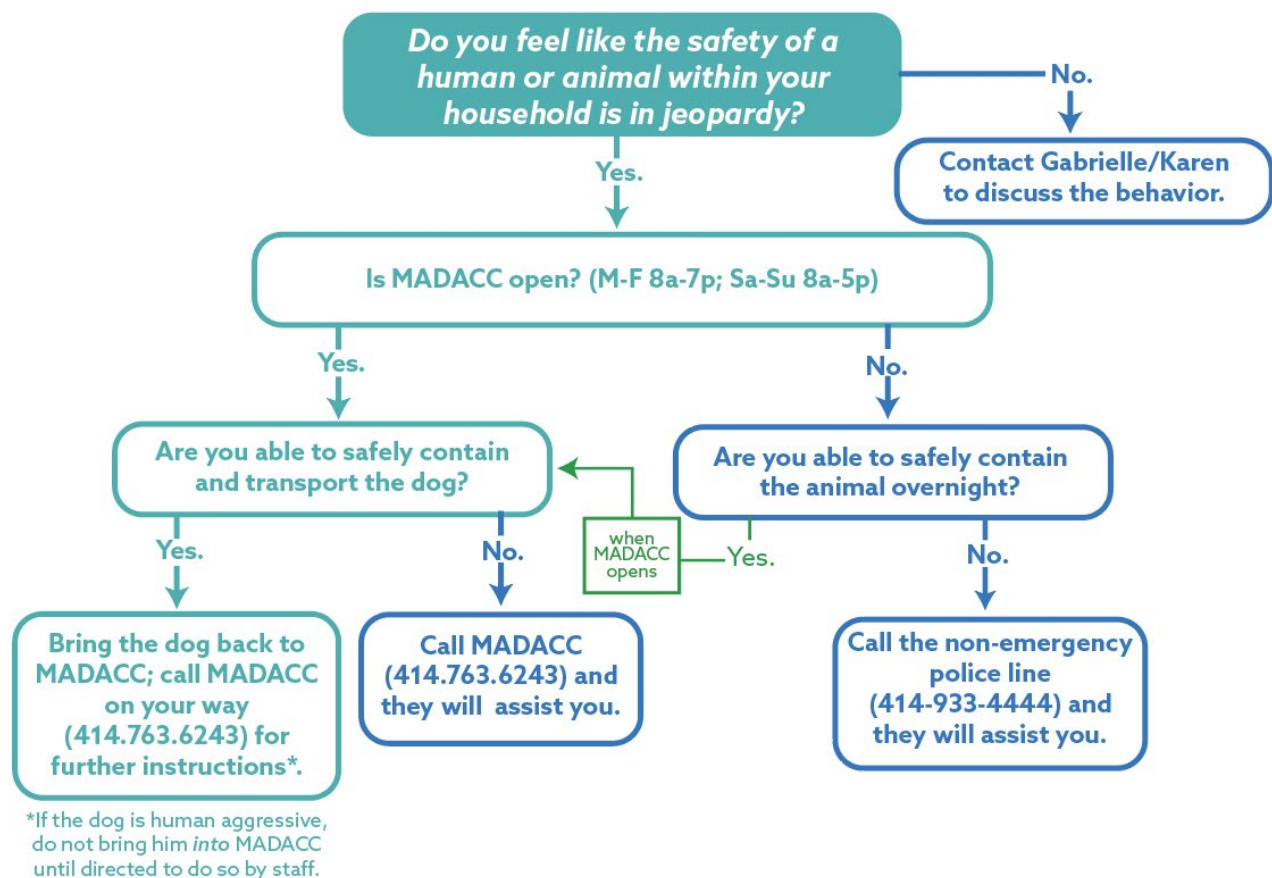 Do you feel like the safety of a
human or animal within your
household is in jeopardy?
No.
Contact Gabrielle/Karen
to discuss the behavior.
Yes.
Is MADACC open? (M-F 8a-7p; Sa-Su 8a-5p)
Yes.
No.
Are you able to safely contain
and transport the dog?
Are you able to safely contain
the animal overnight?
Yes.
No.
when
MADACC
opens
Yes.
No.
Bring the dog back to
MADACC; call MADACC
on your way
(414.763.6243) for
further instructions*.
Call MADACC
(414.763.6243) and
they will assist you.
Call the non-emergency
police line
(414-933-4444) and
they will assist you.
*If the dog is human aggressive,
do not bring him into MADACC
until directed to do so by staff.